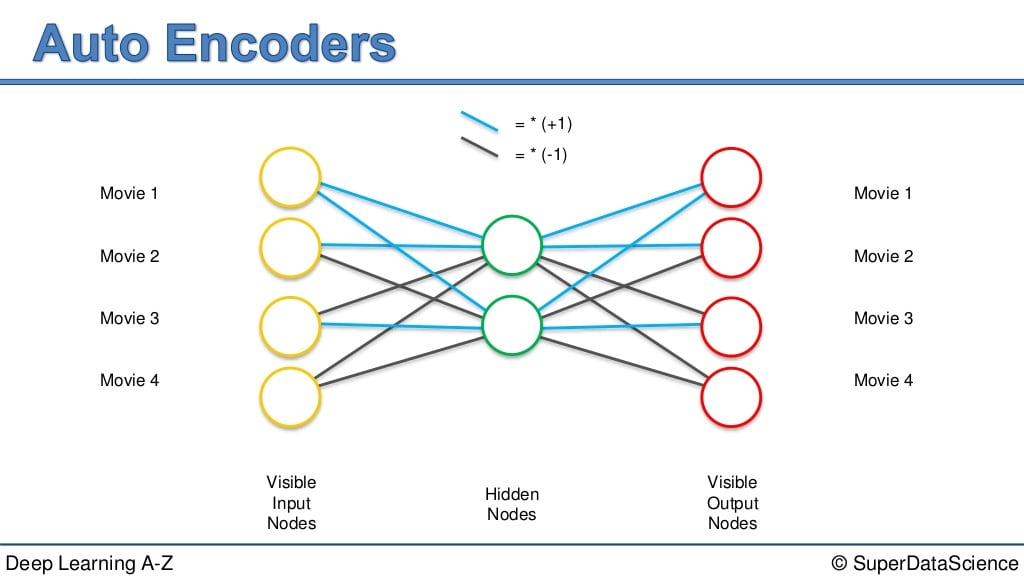 Auto Encoders
= * (+1)
= * (-1)
Movie 1
Movie 2
Movie 3
Movie 4
Movie 1
Movie 2
Movie 3
Movie 4
Visible
Input
Nodes
Hidden
Nodes
Visible
Output
Nodes
Deep Learning A-Z
© SuperDataScience